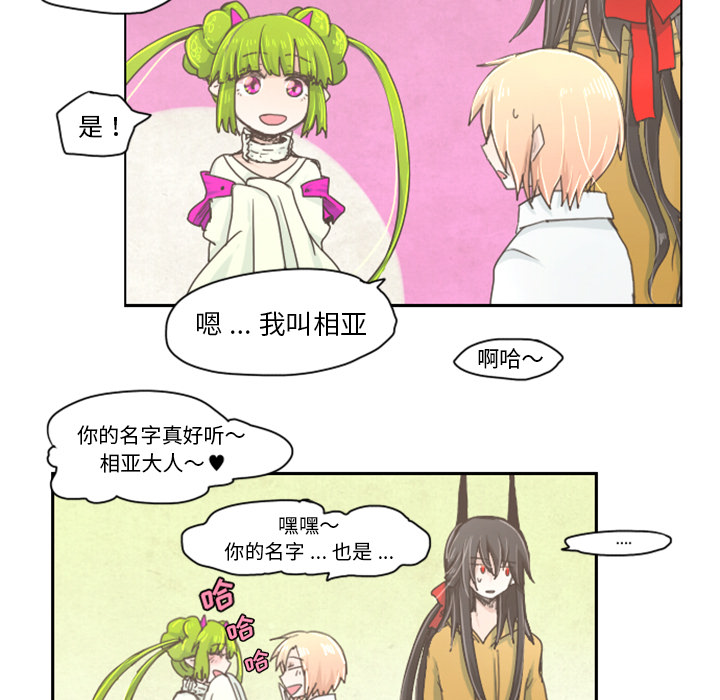 是！
嗯 ... 我叫相亚
啊哈～
你的名字真好听～
相亚大人～♥
嘿嘿～
你的名字 ... 也是 ...
....
哈
哈
哈